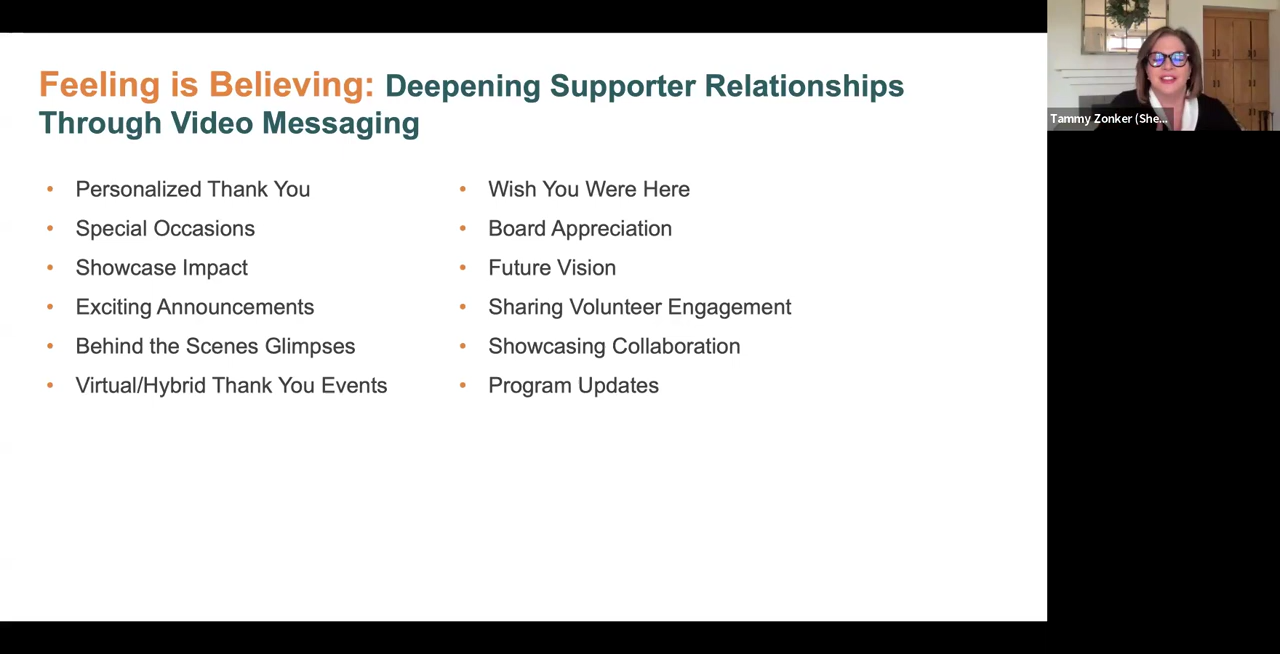 Feeling is Believing: Deepening Supporter Relationships
Through Video Messaging
• Personalized Thank You
• Special Occasions
• Showcase Impact
• Exciting Announcements
• Behind the Scenes Glimpses
• Virtual/Hybrid Thank You Events
• Wish You Were Here
• Board Appreciation
• Future Vision
• Sharing Volunteer Engagement
• Showcasing Collaboration
• Program Updates
Tammy Zonker (She...